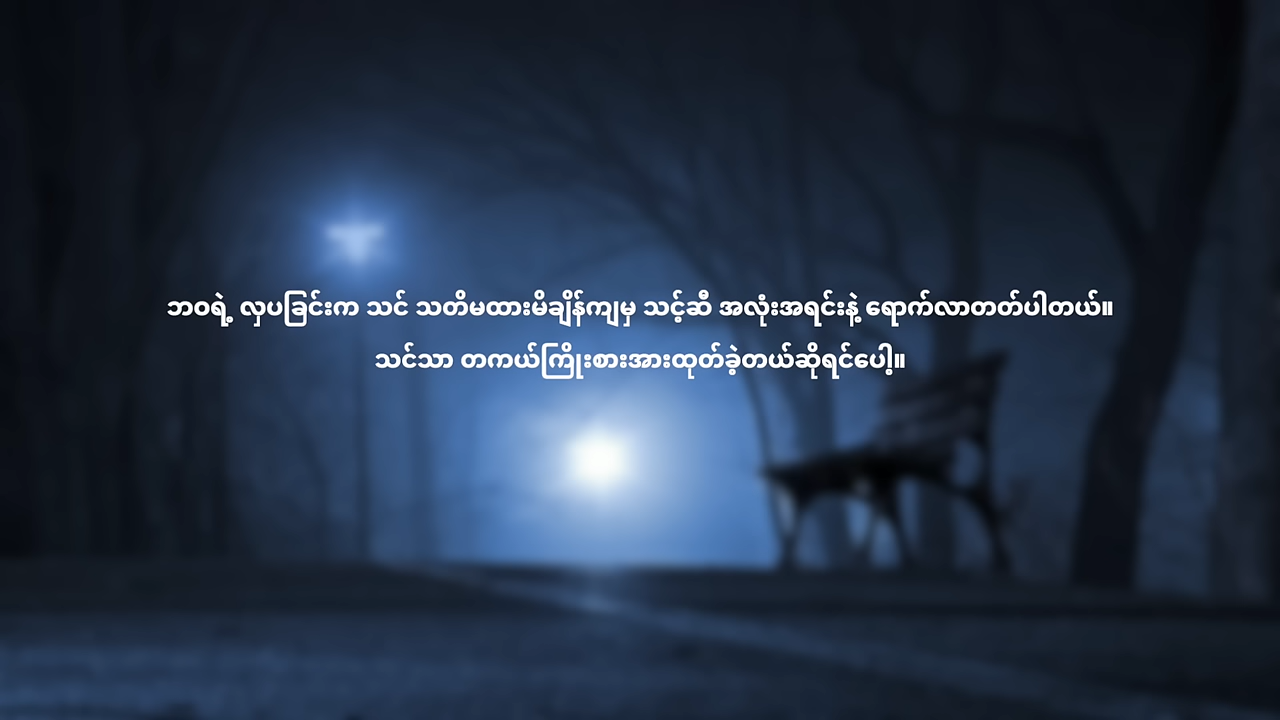 ဘဝရဲ့ လှပခြင်းက သင် သတိမထားမိချိန်ကျမှ သင့်ဆီ အလုံးအရင်းနဲ့ ရောက်လာတတ်ပါတယ်။
သင်သာ တကယ်ကြိုးစားအားထုတ်ခဲ့တယ်ဆိုရင်ပေါ့။